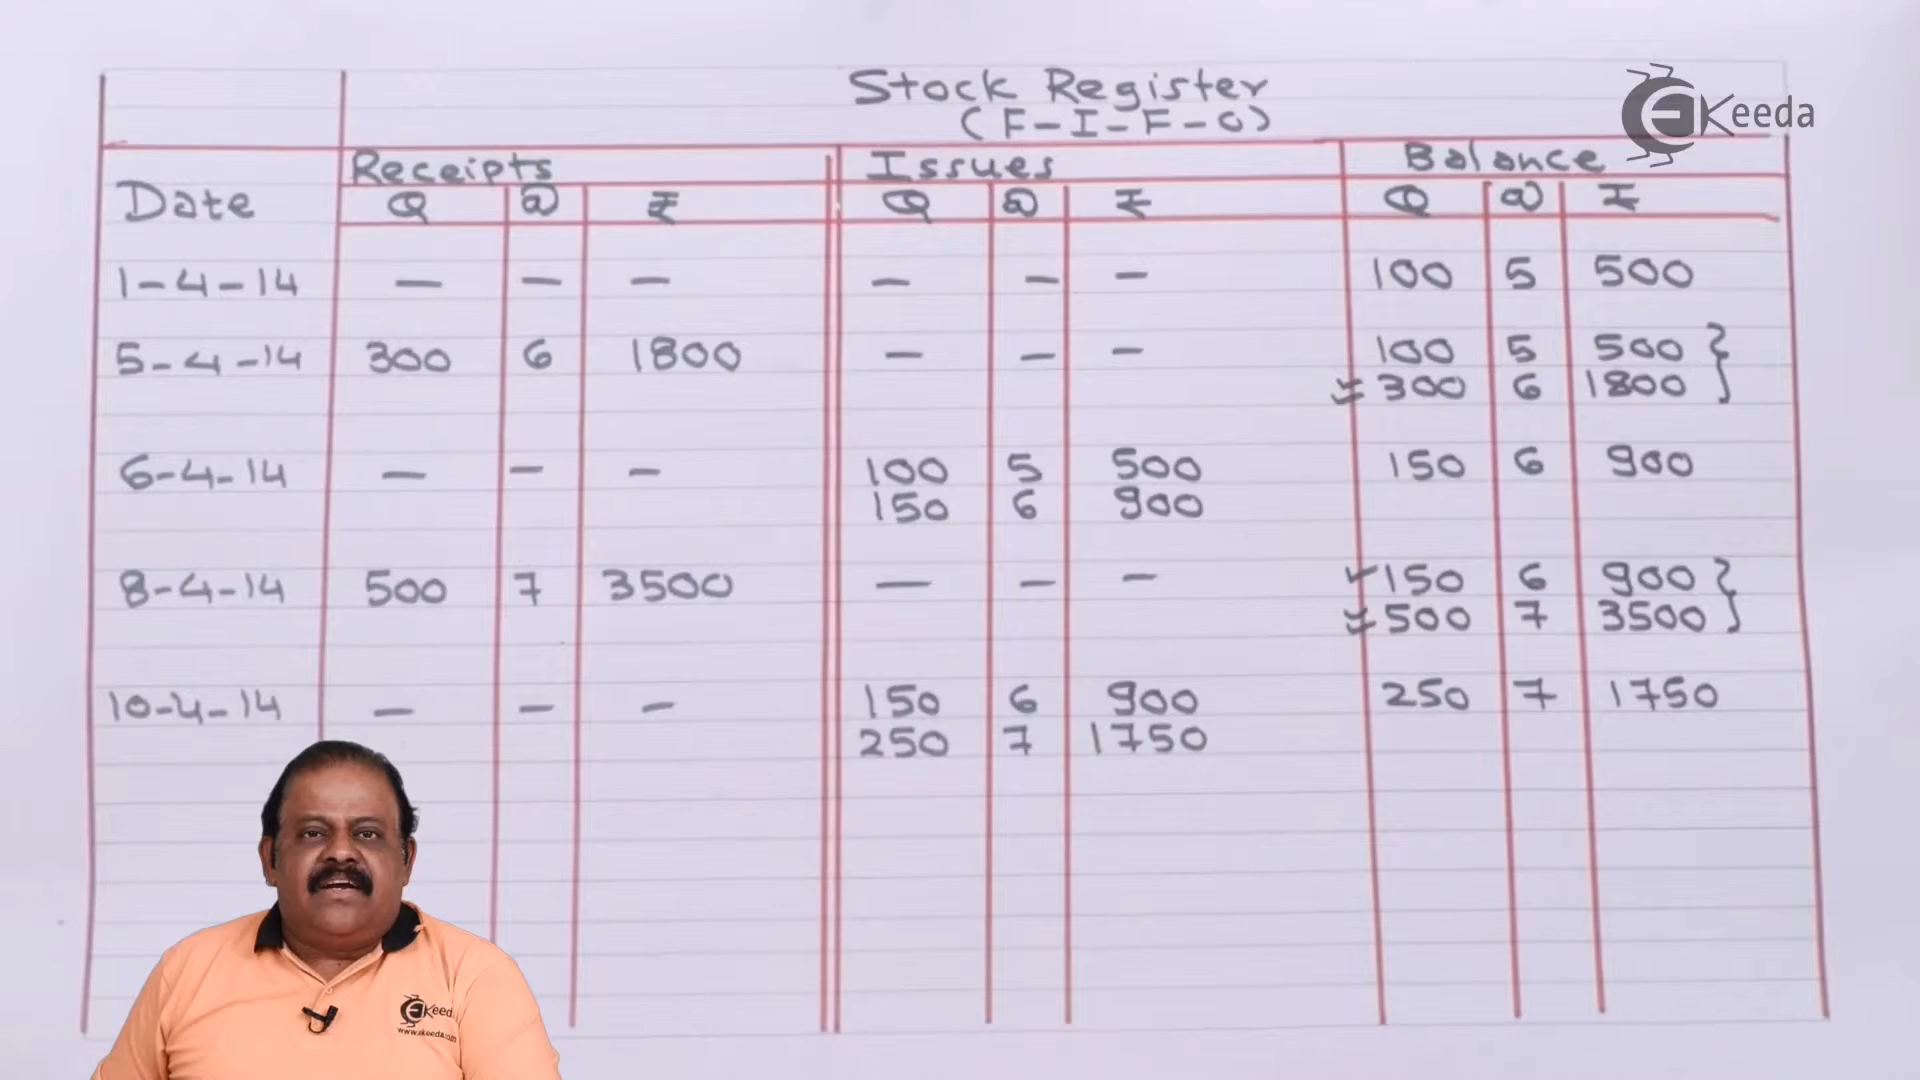 Stock Register
(F-I-F-O)
EKeeda
Receipts Issues Balance
Date Q @ ₹ Q @ ₹ Q @ ₹
1-4-14 — — — — — — 100 5 500
5-4-14 300 6 1800 — — — 100 5 500
300 6 1800
6-4-14 — — — 100 5 500 150 6 900
150 6 900
8-4-14 500 7 3500 — — — 150 6 900
500 7 3500
10-4-14 — — — 150 6 900 250 7 1750
250 7 1750
EKeeda
www.ekeeda.com